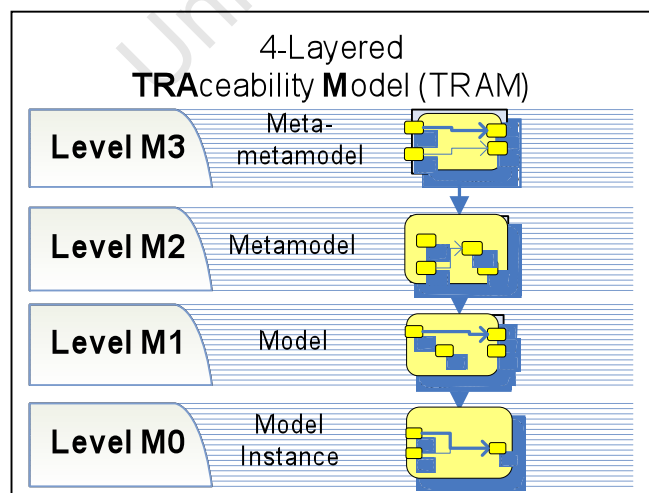 4-Layered
TRAceability Model (TRAM)
Level M3
Meta-
metamodel
Level M2
Metamodel
Level M1
Model
Level M0
Model
Instance